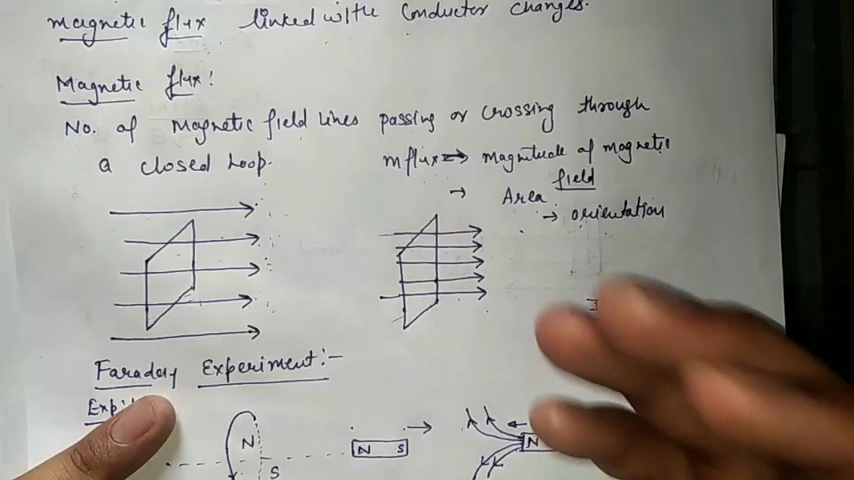 magnetic flux linked with conductor changes.
Magnetic flux:
No. of Magnetic field lines passing or crossing through
a closed loop.
mflux → magnitude of magnetic
field
→ Area
→ orientation
Faraday Experiment:-
N
S
N S
N